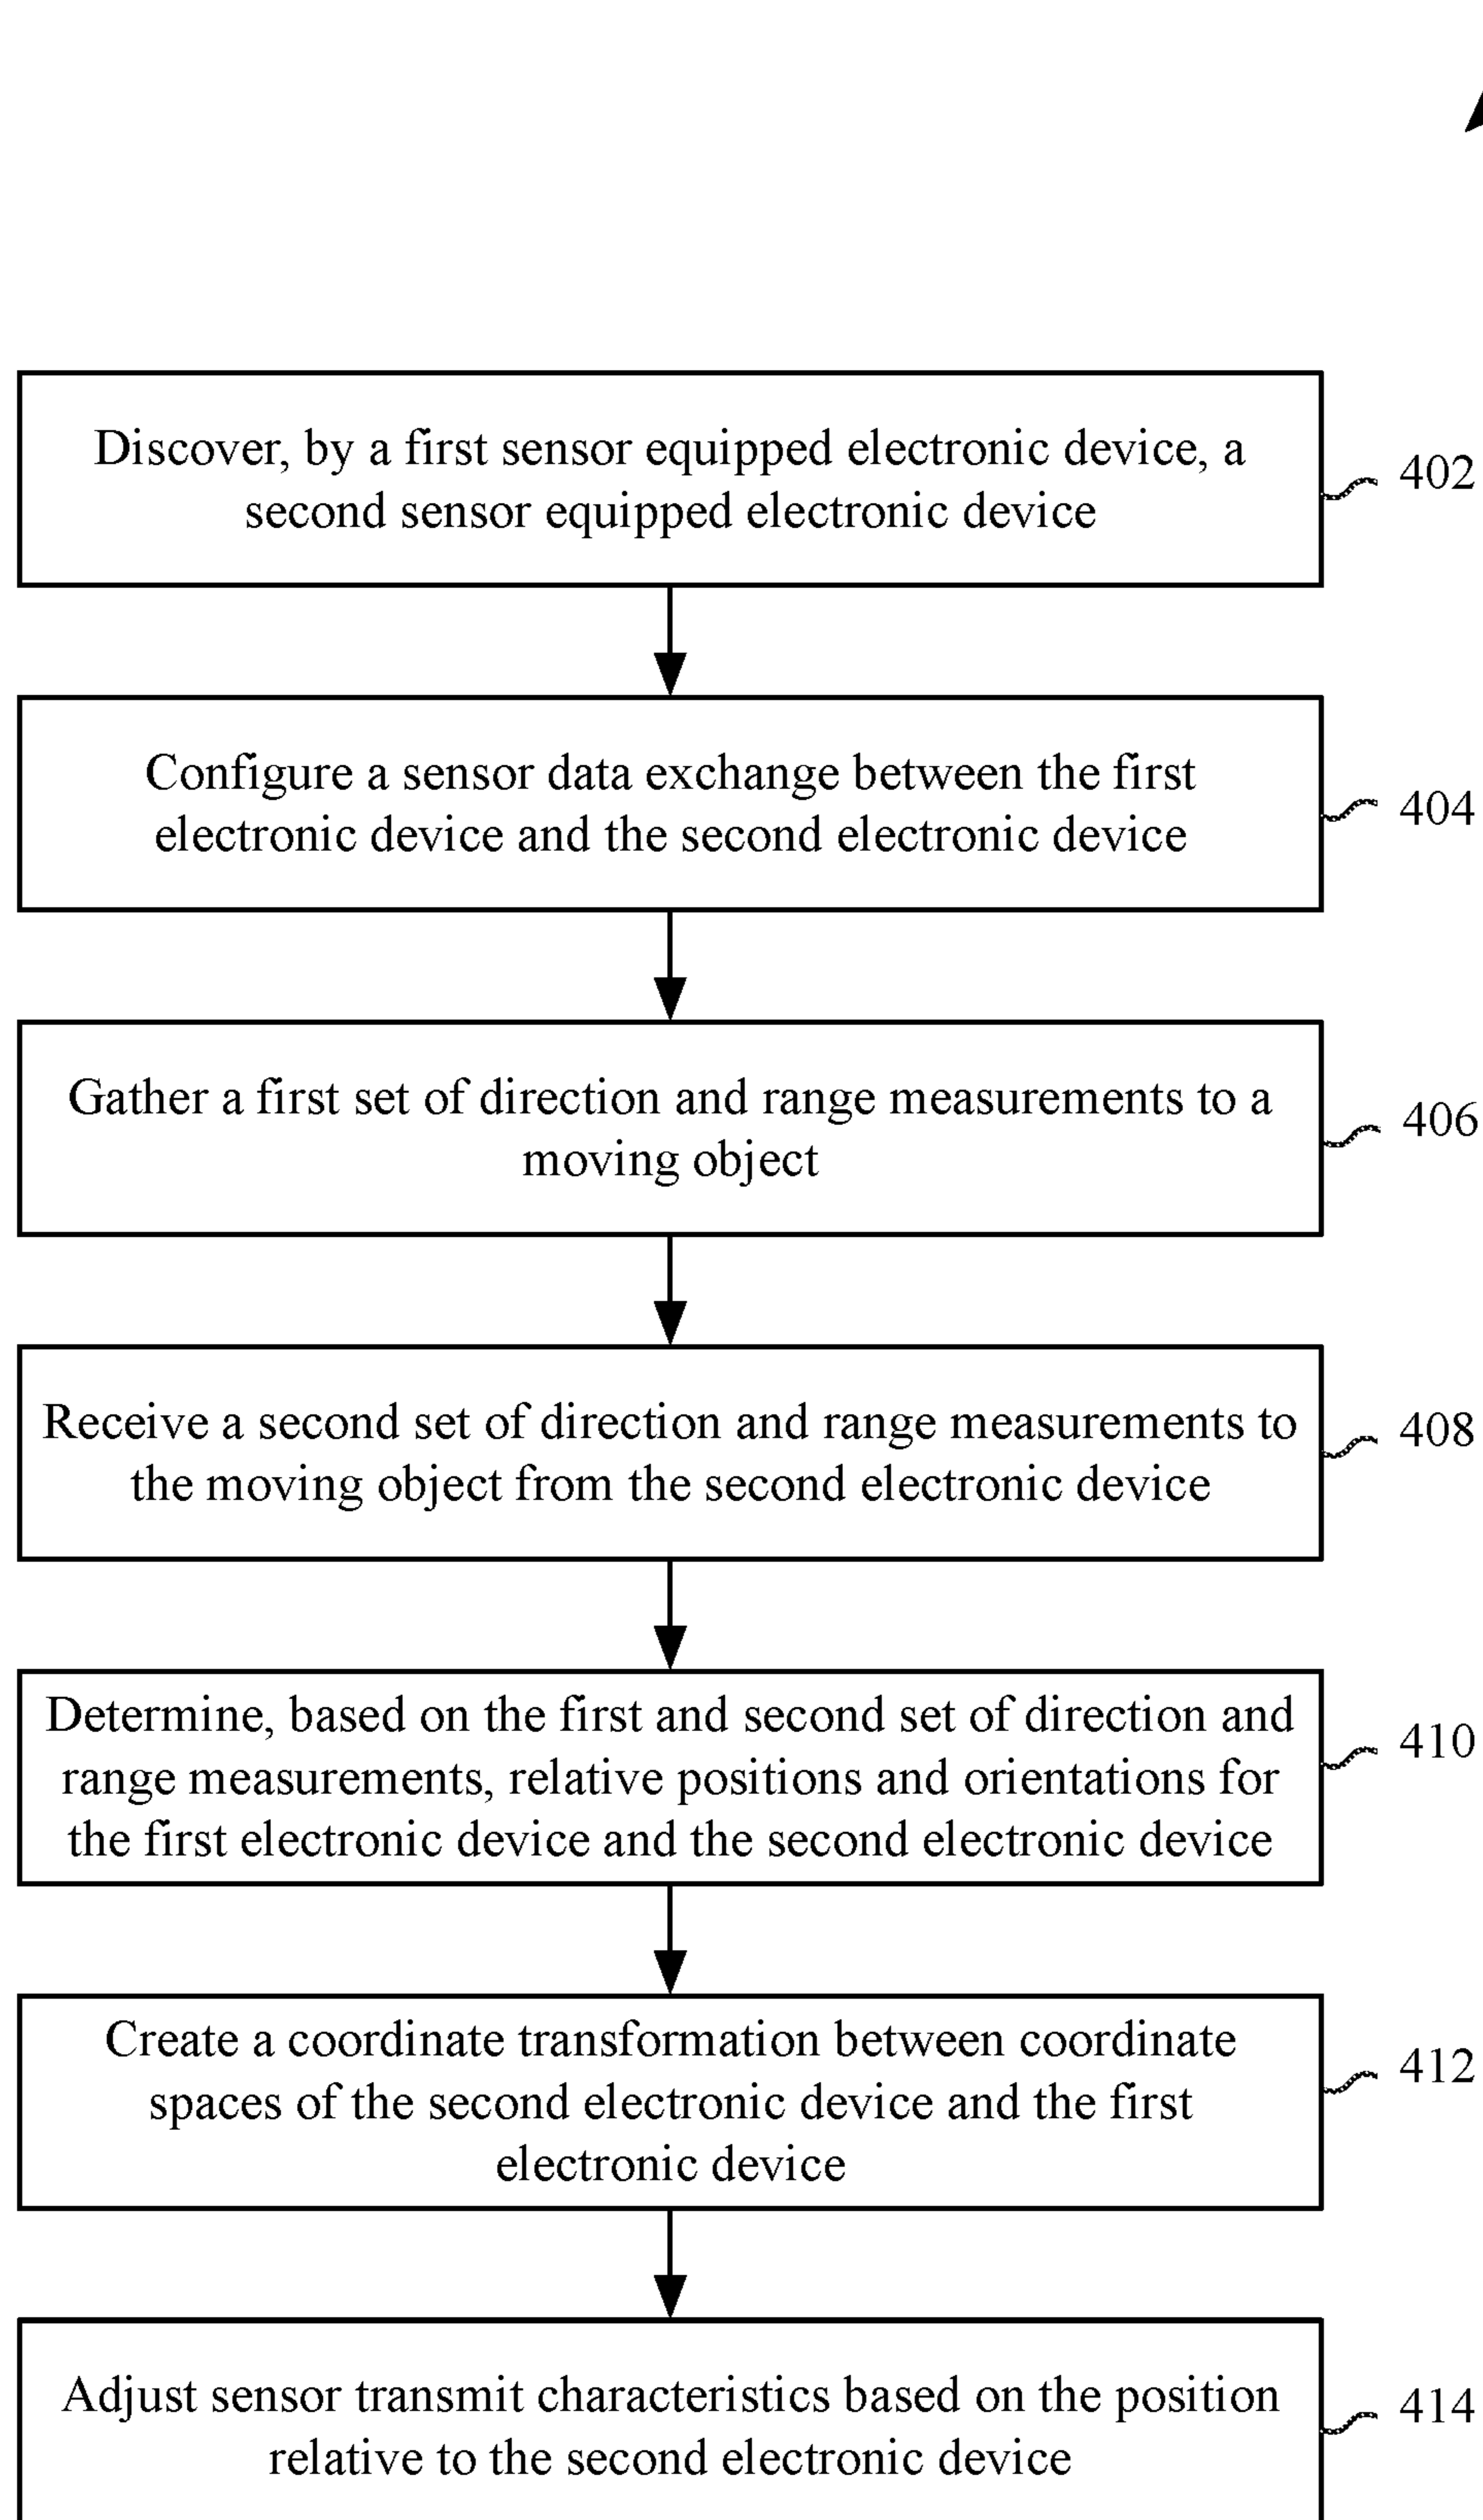 Discover, by a first sensor equipped electronic device, a
second sensor equipped electronic device
402
Configure a sensor data exchange between the first
electronic device and the second electronic device
404
Gather a first set of direction and range measurements to a
moving object
406
Receive a second set of direction and range measurements to
the moving object from the second electronic device
408
Determine, based on the first and second set of direction and
range measurements, relative positions and orientations for
the first electronic device and the second electronic device
410
Create a coordinate transformation between coordinate
spaces of the second electronic device and the first
electronic device
412
Adjust sensor transmit characteristics based on the position
relative to the second electronic device
414